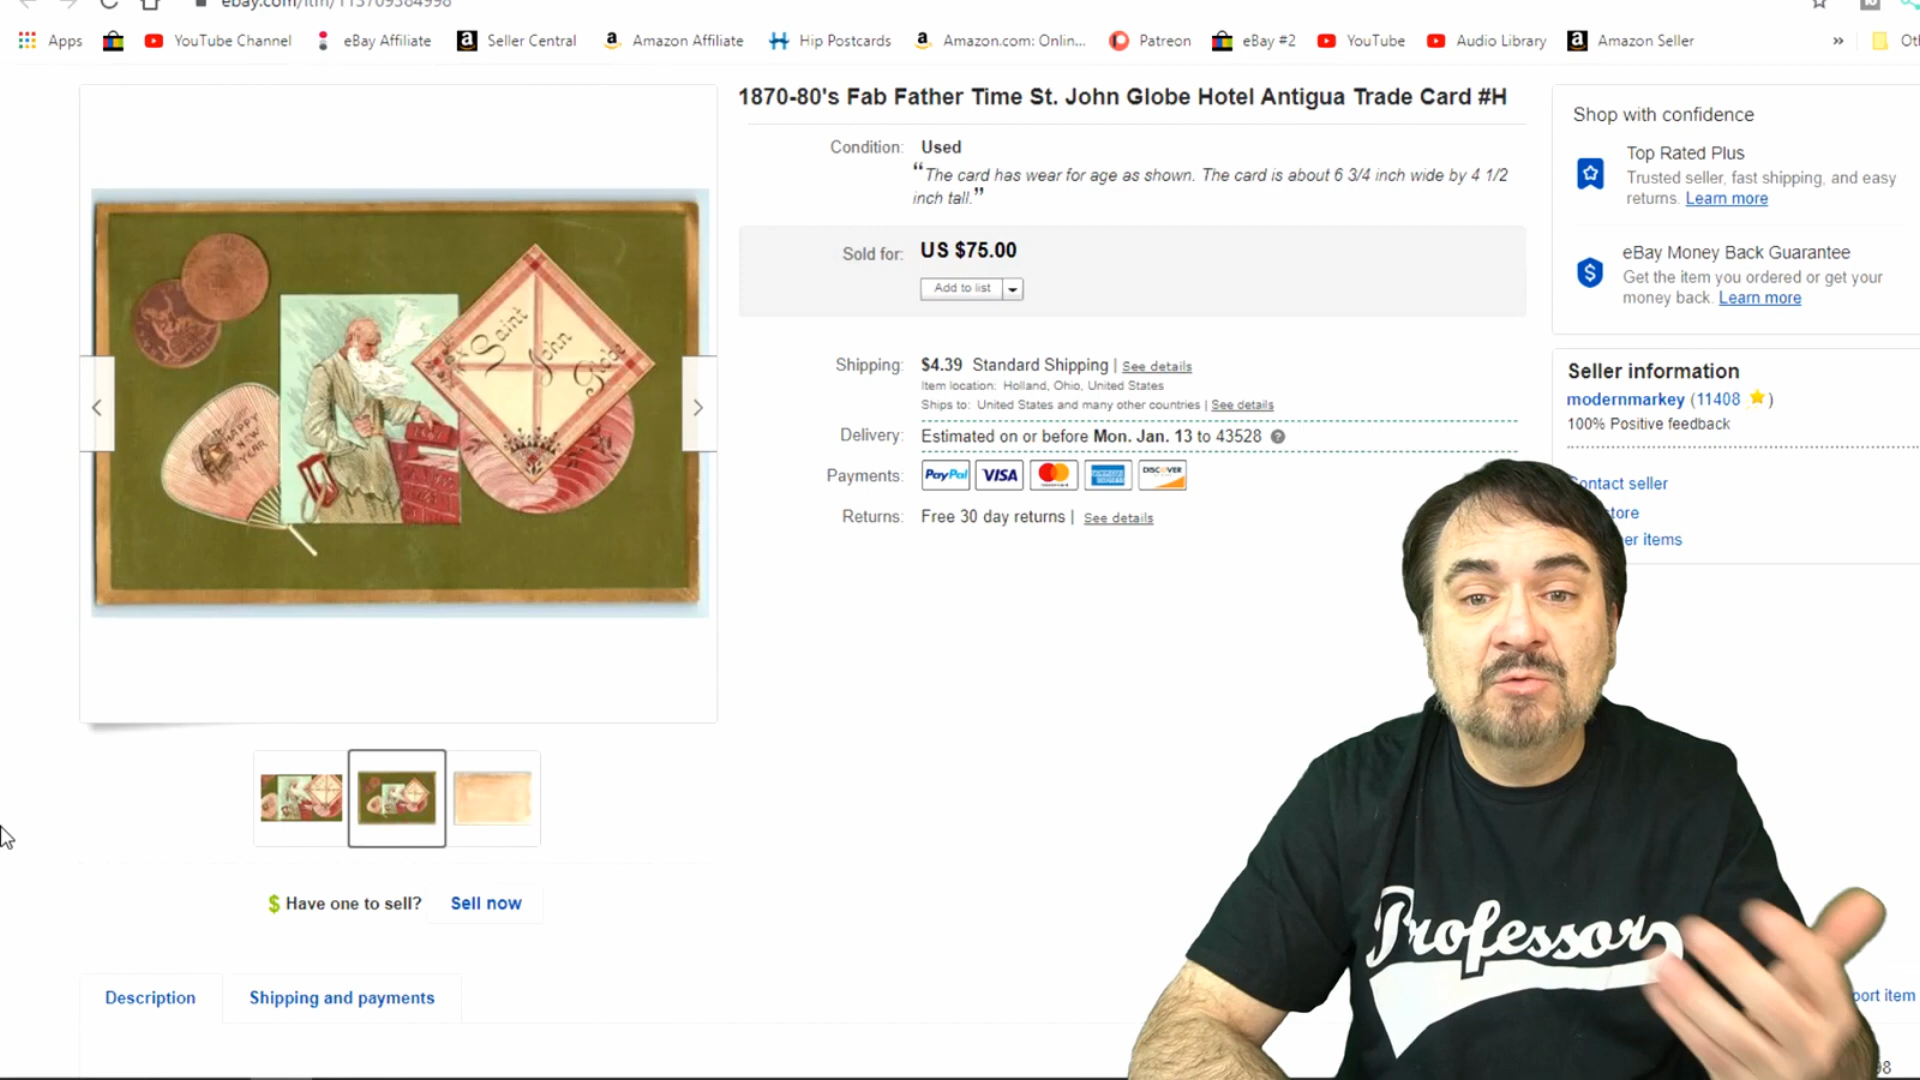 ebay.com/itm/113709384998
Apps YouTube Channel eBay Affiliate Seller Central Amazon Affiliate Hip Postcards Amazon.com: Onlin... Patreon eBay #2 YouTube Audio Library Amazon Seller » Ot
1870-80's Fab Father Time St. John Globe Hotel Antigua Trade Card #H
Condition: Used
“The card has wear for age as shown. The card is about 6 3/4 inch wide by 4 1/2
inch tall.”
Sold for: US $75.00
Add to list
Shipping: $4.39 Standard Shipping | See details
Item location: Holland, Ohio, United States
Ships to: United States and many other countries | See details
Delivery: Estimated on or before Mon. Jan. 13 to 43528
Payments: PayPal VISA DISCOVER
Returns: Free 30 day returns | See details
Shop with confidence
Top Rated Plus
Trusted seller, fast shipping, and easy
returns. Learn more
eBay Money Back Guarantee
Get the item you ordered or get your
money back. Learn more
Seller information
modernmarkey (11408 )
100% Positive feedback
ontact seller
tore
er items
Saint
John
Globe
HAPPY
NEW
YEAR
$ Have one to sell? Sell now
Description Shipping and payments
Professor
port item
98